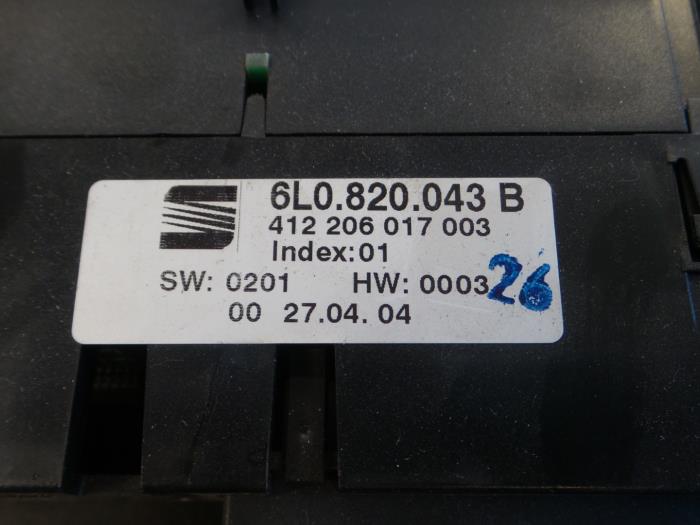 6L0.820.043 B
412 206 017 003
Index:01
SW: 0201 HW: 0003
26
00 27.04.04